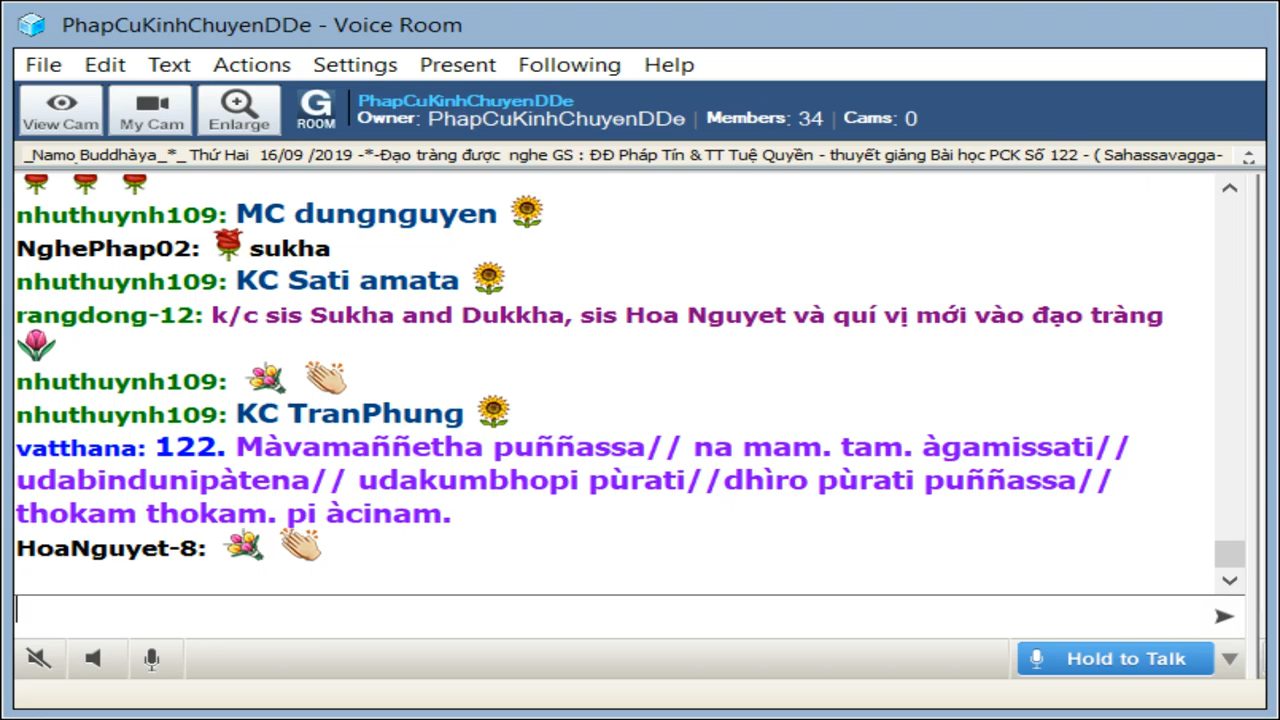 PhapCuKinhChuyenDDe - Voice Room
File Edit Text Actions Settings Present Following Help
View Cam My Cam Enlarge G ROOM
PhapCuKinhChuyenDDe
Owner: PhapCuKinhChuyenDDe | Members: 34 | Cams: 0
_Namo Buddhàya_*_ Thứ Hai 16/09 /2019 -*-Đạo tràng được nghe GS : ĐĐ Pháp Tín & TT Tuệ Quyền - thuyết giảng Bài học PCK Số 122 - ( Sahassavagga-
nhuthuynh109: MC dungnguyen
NghePhap02: sukha
nhuthuynh109: KC Sati amata
rangdong-12: k/c sis Sukha and Dukkha, sis Hoa Nguyet và quí vị mới vào đạo tràng
nhuthuynh109:
nhuthuynh109: KC TranPhung
vatthana: 122. Màvamaññetha puññassa// na mam. tam. àgamissati//
udabindunipàtena// udakumbhopi pùrati//dhìro pùrati puññassa//
thokam thokam. pi àcinam.
HoaNguyet-8:
Hold to Talk